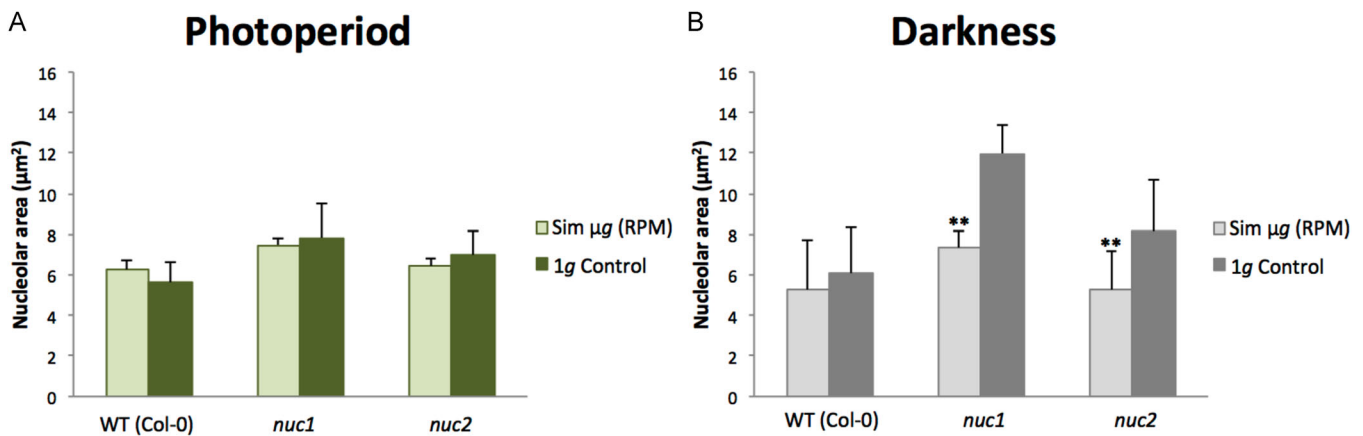 A
Photoperiod
Nucleolar area (µm²)
16
14
12
10
8
6
4
2
0
WT (Col-0)
nuc1
nuc2
Sim µg (RPM)
1g Control
B
Darkness
Nucleolar area (µm²)
16
14
12
10
8
6
4
2
0
**
**
WT (Col-0)
nuc1
nuc2
Sim µg (RPM)
1g Control